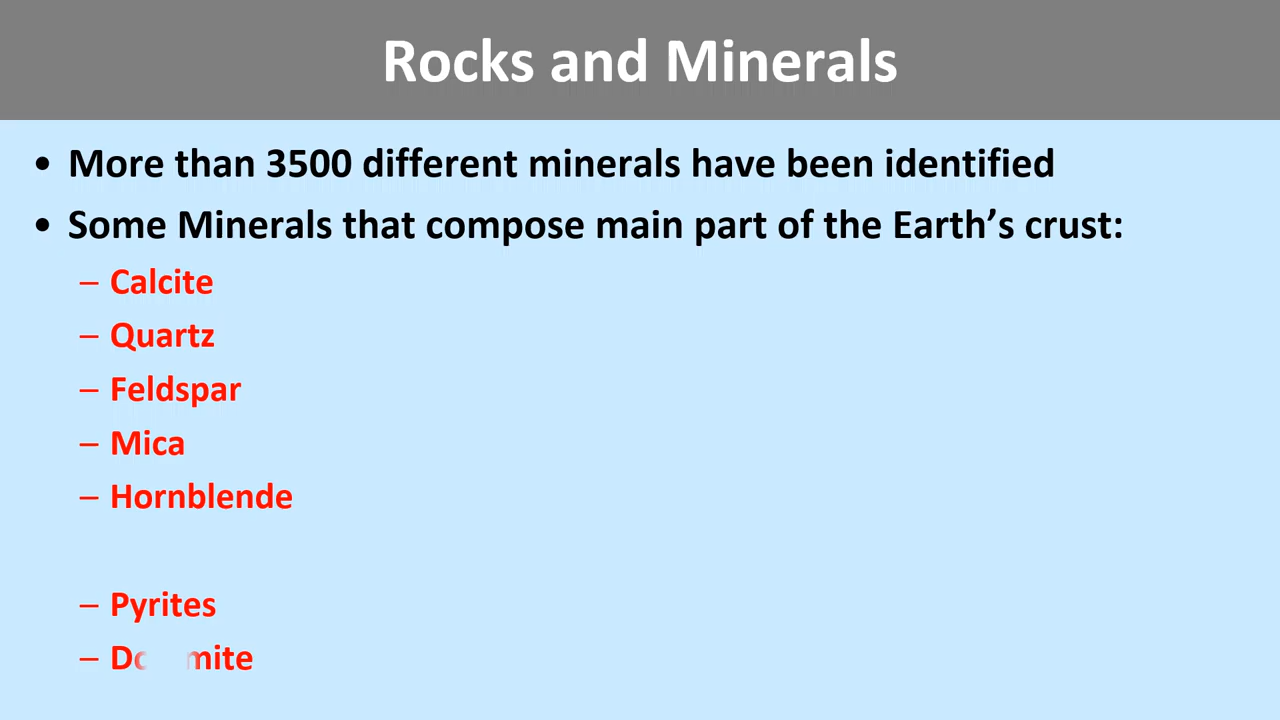 Rocks and Minerals
• More than 3500 different minerals have been identified
• Some Minerals that compose main part of the Earth’s crust:
– Calcite
– Quartz
– Feldspar
– Mica
– Hornblende
– Pyrites
–